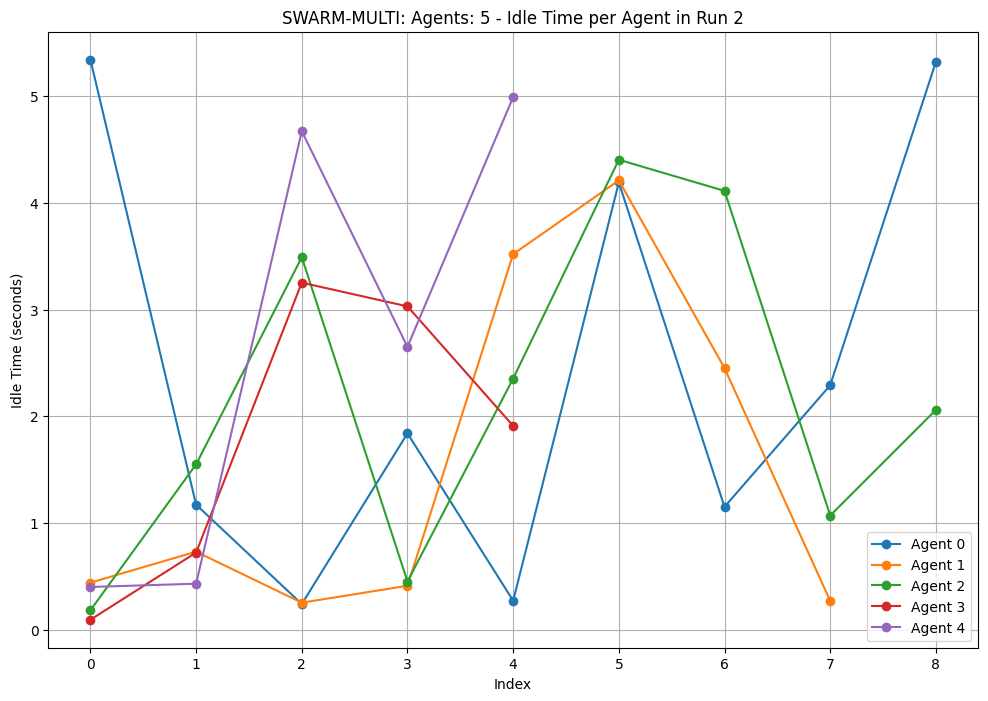 SWARM-MULTI: Agents: 5 - Idle Time per Agent in Run 2
Idle Time (seconds)
5
4
3
2
1
0
0 1 2 3 4 5 6 7 8
Index
Agent 0
Agent 1
Agent 2
Agent 3
Agent 4